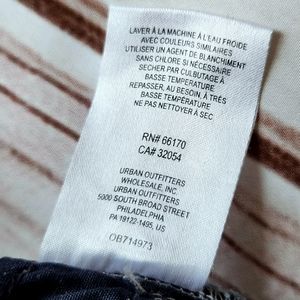 LAVER À LA MACHINE À L'EAU FROIDE
AVEC COULEURS SIMILAIRES
UTILISER UN AGENT DE BLANCHIMENT
SANS CHLORE SI NÉCESSAIRE
SECHER PAR CULBUTAGE À
BASSE TEMPÉRATURE
REPASSER, AU BESOIN, À TRÈS
BASSE TEMPÉRATURE
NE PAS NETTOYER À SEC
RN# 66170
CA# 32054
URBAN OUTFITTERS
WHOLESALE, INC.
URBAN OUTFITTERS
5000 SOUTH BROAD STREET
PHILADELPHIA
PA 19122-1495, US
OB714973